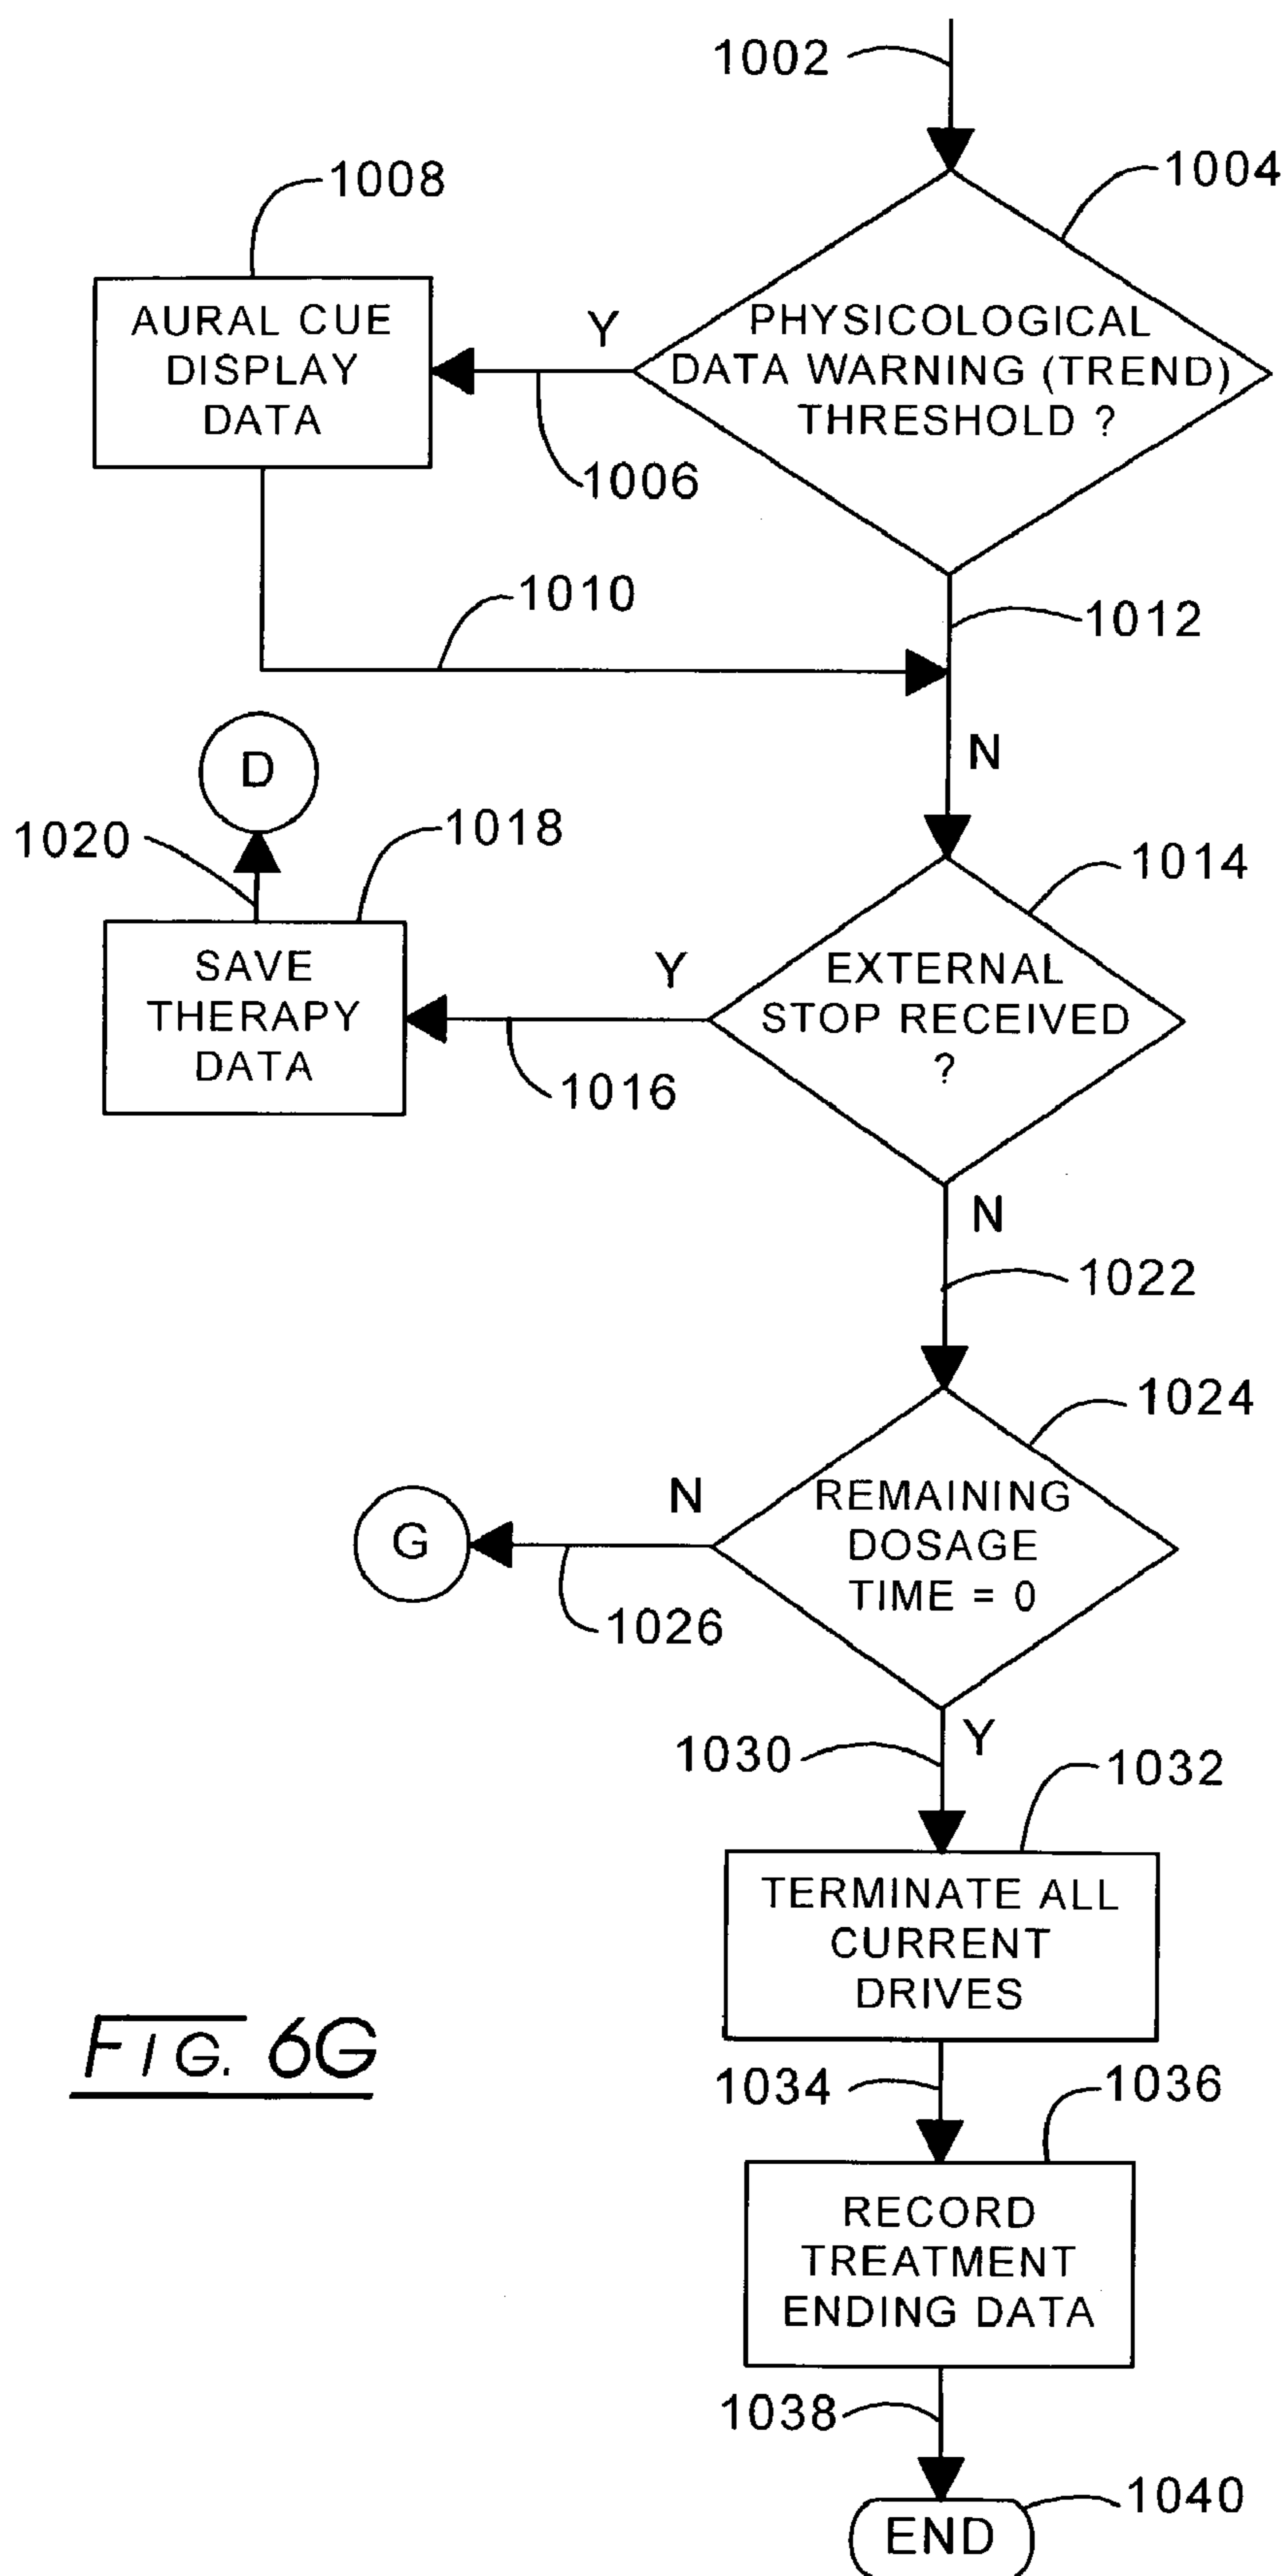 1002
1004
1008
AURAL CUE
DISPLAY
DATA
Y
PHYSICOLOGICAL
DATA WARNING (TREND)
THRESHOLD ?
1006
1010
1012
N
D
1020
1018
1014
SAVE
THERAPY
DATA
Y
EXTERNAL
STOP RECEIVED
?
1016
N
1022
1024
G
N
REMAINING
DOSAGE
TIME = 0
1026
1030
Y
1032
TERMINATE ALL
CURRENT
DRIVES
FIG. 6G
1034
1036
RECORD
TREATMENT
ENDING DATA
1038
1040
END